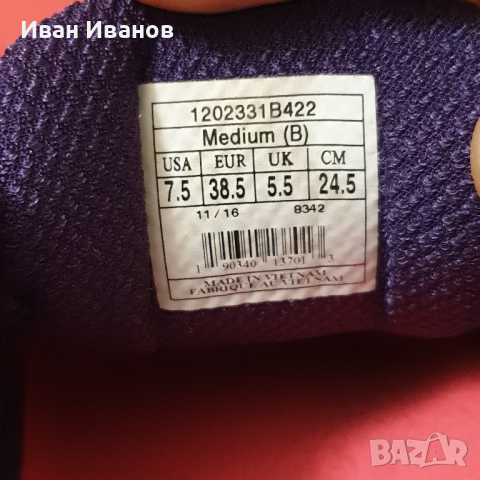 Иван Иванов
1202331B422
Medium (B)
USA EUR UK CM
7.5 38.5 5.5 24.5
11/16 B342
1 90340 13701 3
MADE IN VIETNAM
FABRIQUE AU VIETNAM
BAZAR